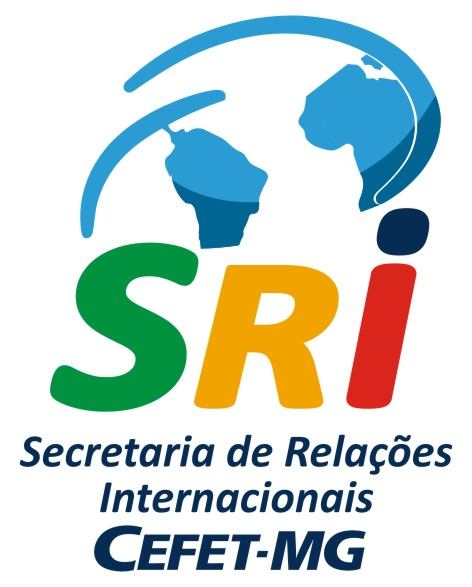 SRi
Secretaria de Relações
Internacionais
CEFET-MG